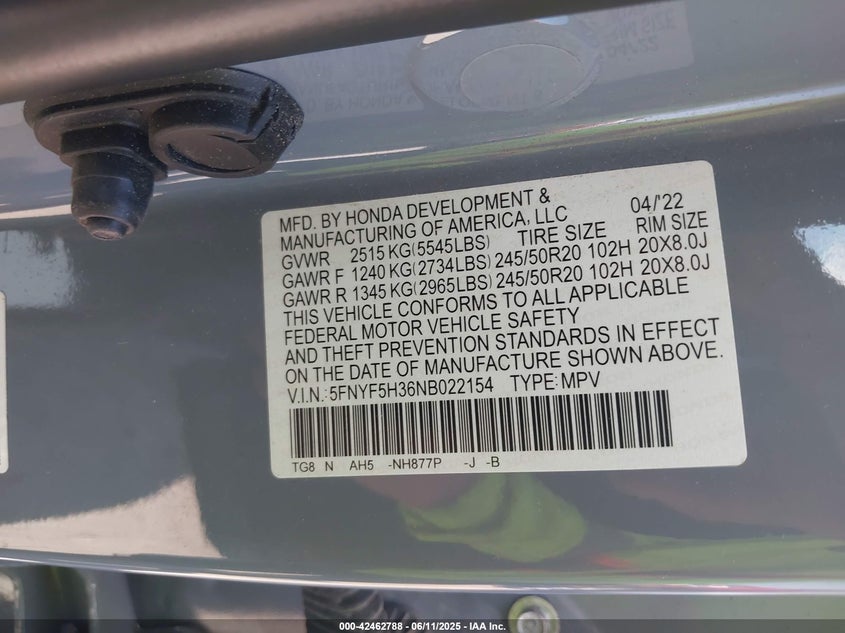 MFD. BY HONDA DEVELOPMENT & 04/'22
MANUFACTURING OF AMERICA, LLC
GVWR 2515 KG(5545LBS) TIRE SIZE RIM SIZE
GAWR F 1240 KG(2734LBS) 245/50R20 102H 20X8.0J
GAWR R 1345 KG(2965LBS) 245/50R20 102H 20X8.0J
THIS VEHICLE CONFORMS TO ALL APPLICABLE
FEDERAL MOTOR VEHICLE SAFETY
AND THEFT PREVENTION STANDARDS IN EFFECT
ON THE DATE OF MANUFACTURE SHOWN ABOVE.
V.I.N.: 5FNYF5H36NB022154 TYPE: MPV
TG8 N AH5 -NH877P -J -B
000-42462788 - 06/11/2025 - IAA Inc.